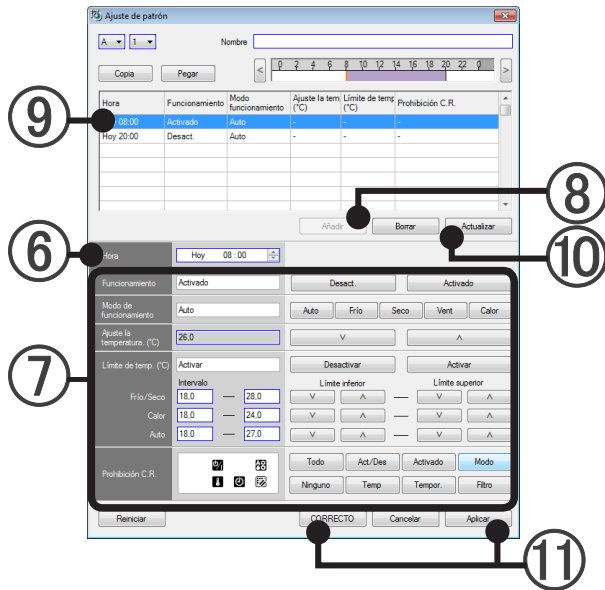 Ajuste de patrón
A 1 Nombre
Copia Pegar < 0 2 4 6 8 10 12 14 16 18 20 22 0 >
Hora Funcionamiento Modo funcionamiento Ajuste la tem (°C) Límite de temp (°C) Prohibición C.R.
08:00 Activado Auto - - -
Hoy 20:00 Desact. Auto - - -
9
8
Añadir Borrar Actualizar
10
6
Hora Hoy 08 : 00
7
Funcionamiento Activado Desact. Activado
Modo de funcionamiento Auto Auto Frío Seco Vent Calor
Ajuste la temperatura. (°C) 26,0 V Λ
Límite de temp. (°C) Activar Desactivar Activar
Intervalo Límite inferior Límite superior
Frío/Seco 18,0 — 28,0 V Λ — V Λ
Calor 18,0 — 24,0 V Λ — V Λ
Auto 18,0 — 27,0 V Λ — V Λ
Prohibición C.R. Todo Act/Des Activado Modo
Ninguno Temp Tempor. Filtro
Reiniciar CORRECTO Cancelar Aplicar
11